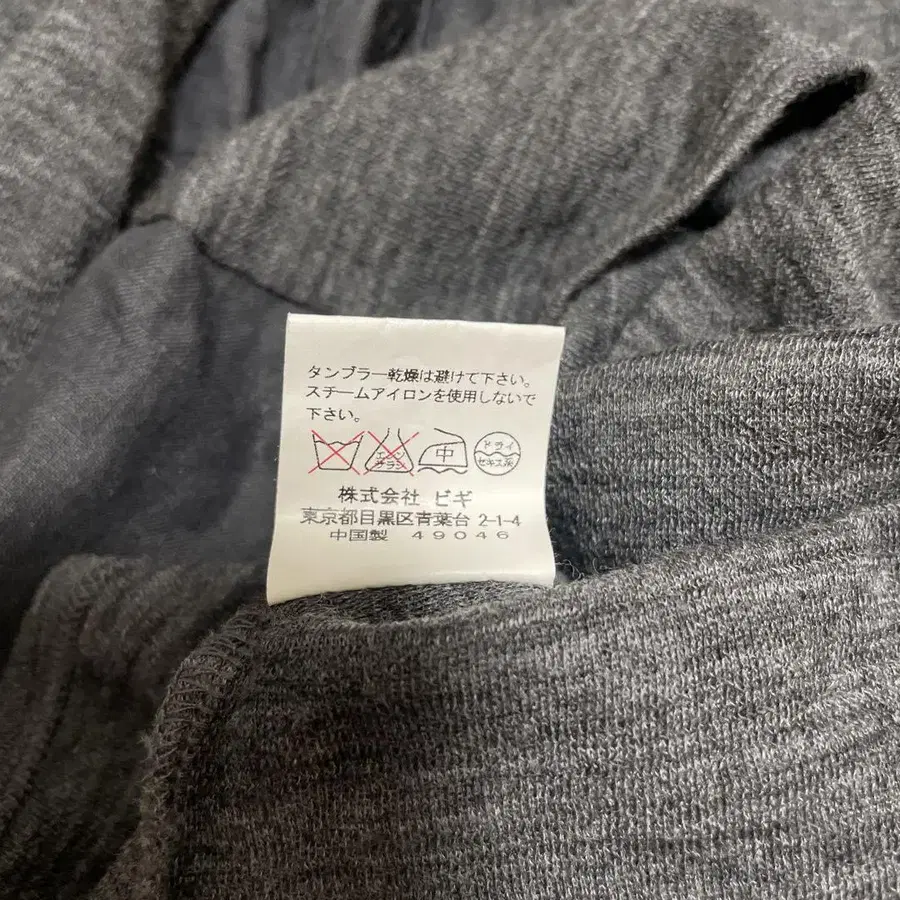 タンブラー乾燥は避けて下さい。
スチームアイロンを使用しないで
下さい。
エンソ
サラシ
中
ドライ
セキユ系
株式会社 ビギ
東京都目黒区青葉台 2-1-4
中国製 49046